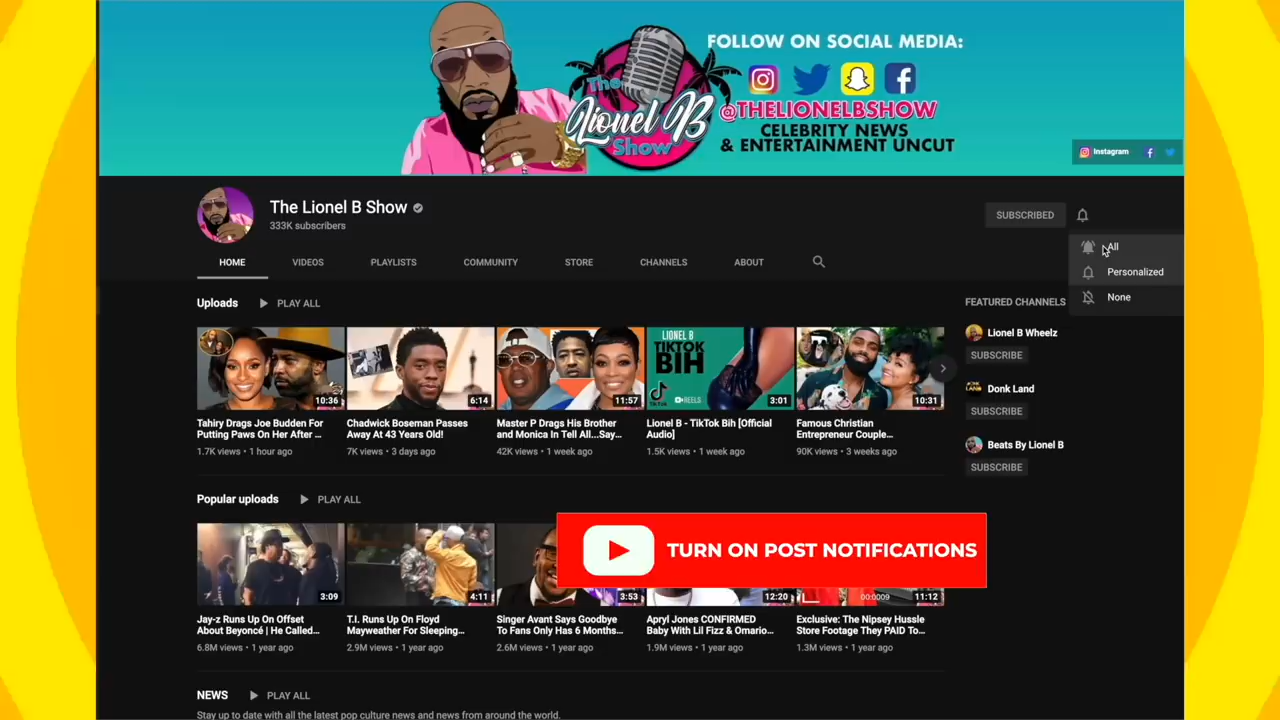 FOLLOW ON SOCIAL MEDIA:
The
Lionel B
Show
@THELIONELBSHOW
CELEBRITY NEWS
& ENTERTAINMENT UNCUT
Instagram
The Lionel B Show
333K subscribers
SUBSCRIBED
All
Personalized
None
HOME
VIDEOS
PLAYLISTS
COMMUNITY
STORE
CHANNELS
ABOUT
Uploads
PLAY ALL
FEATURED CHANNELS
Lionel B Wheelz
SUBSCRIBE
Donk Land
SUBSCRIBE
Beats By Lionel B
SUBSCRIBE
10:36
6:14
11:57
LIONEL B
TIKTOK
BIH
TikTok
REELS
3:01
10:31
Tahiry Drags Joe Budden For
Putting Paws On Her After ...
1.7K views • 1 hour ago
Chadwick Boseman Passes
Away At 43 Years Old!
7K views • 3 days ago
Master P Drags His Brother
and Monica In Tell All...Say...
42K views • 1 week ago
Lionel B - TikTok Bih [Official
Audio]
1.5K views • 1 week ago
Famous Christian
Entrepreneur Couple...
90K views • 3 weeks ago
Popular uploads
PLAY ALL
TURN ON POST NOTIFICATIONS
3:09
4:11
3:53
12:20
00:0009
11:12
Jay-z Runs Up On Offset
About Beyoncé | He Called...
6.8M views • 1 year ago
T.I. Runs Up On Floyd
Mayweather For Sleeping...
2.9M views • 1 year ago
Singer Avant Says Goodbye
To Fans Only Has 6 Months...
2.6M views • 1 year ago
Apryl Jones CONFIRMED
Baby With Lil Fizz & Omario...
1.9M views • 1 year ago
Exclusive: The Nipsey Hussle
Store Footage They PAID To...
1.3M views • 1 year ago
NEWS
PLAY ALL
Stay up to date with all the latest pop culture news and news from around the world.